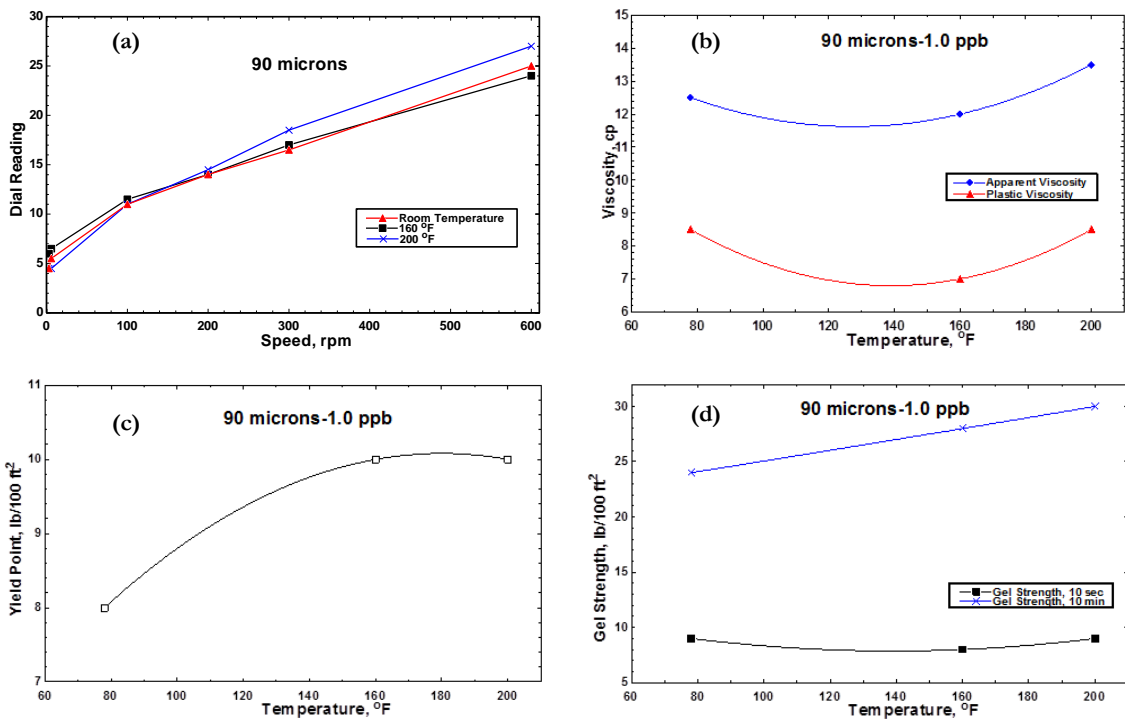 (a)
90 microns
Dial Reading
30
25
20
15
10
5
0
Room Temperature
160 °F
200 °F
0 100 200 300 400 500 600
Speed, rpm
(b)
90 microns-1.0 ppb
Viscosity, cp
15
14
13
12
11
10
9
8
7
6
Apparent Viscosity
Plastic Viscosity
60 80 100 120 140 160 180 200
Temperature, °F
(c)
90 microns-1.0 ppb
Yield Point, lb/100 ft²
11
10
9
8
7
60 80 100 120 140 160 180 200
Temperature, °F
(d)
90 microns-1.0 ppb
Gel Strength, lb/100 ft²
30
25
20
15
10
5
Gel Strength, 10 sec
Gel Strength, 10 min
60 80 100 120 140 160 180 200
Temperature, °F